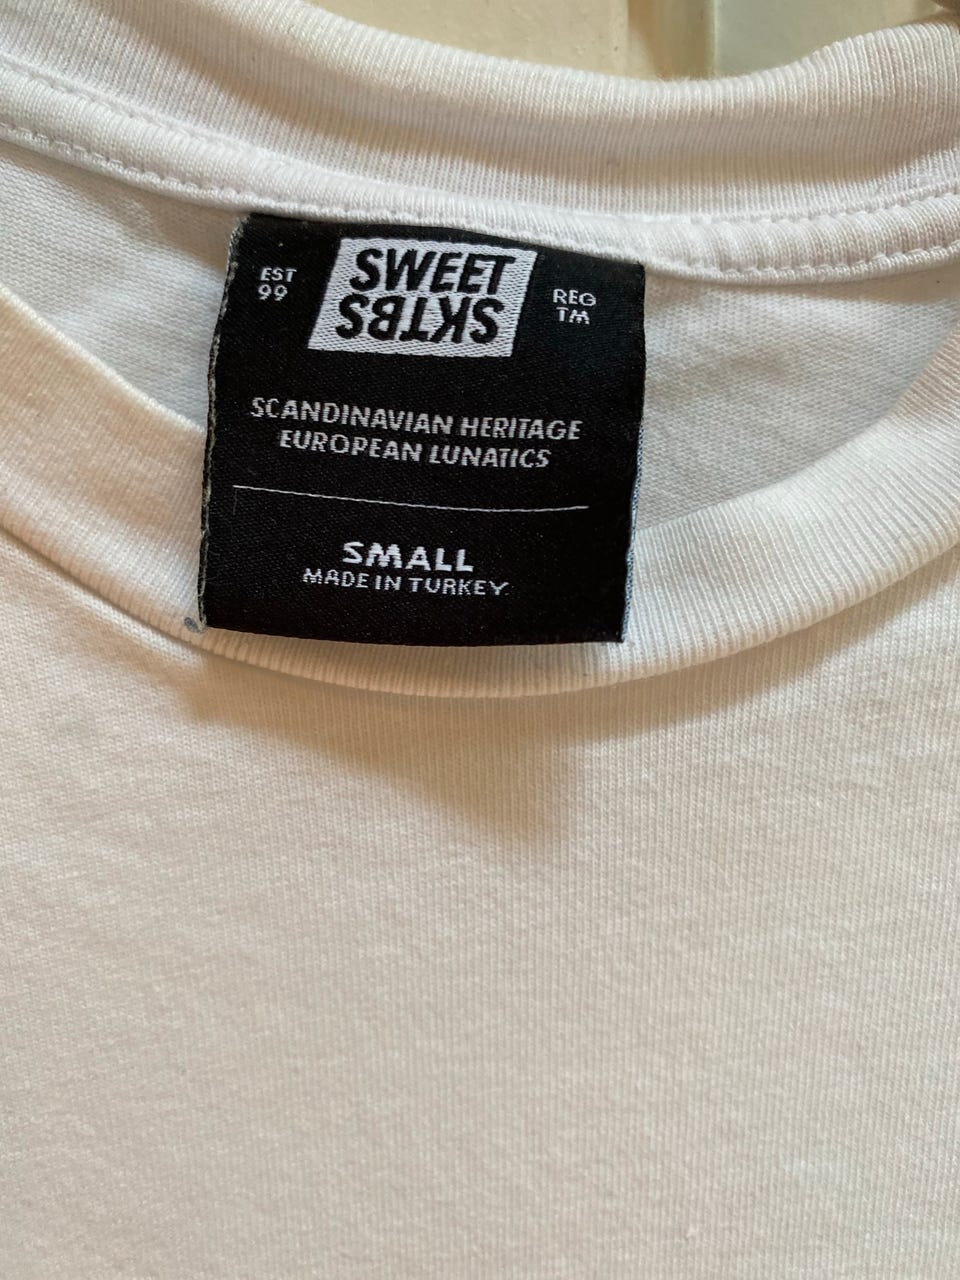 EST
99
SWEET
SKTBS
REG
TM
SCANDINAVIAN HERITAGE
EUROPEAN LUNATICS
SMALL
MADE IN TURKEY